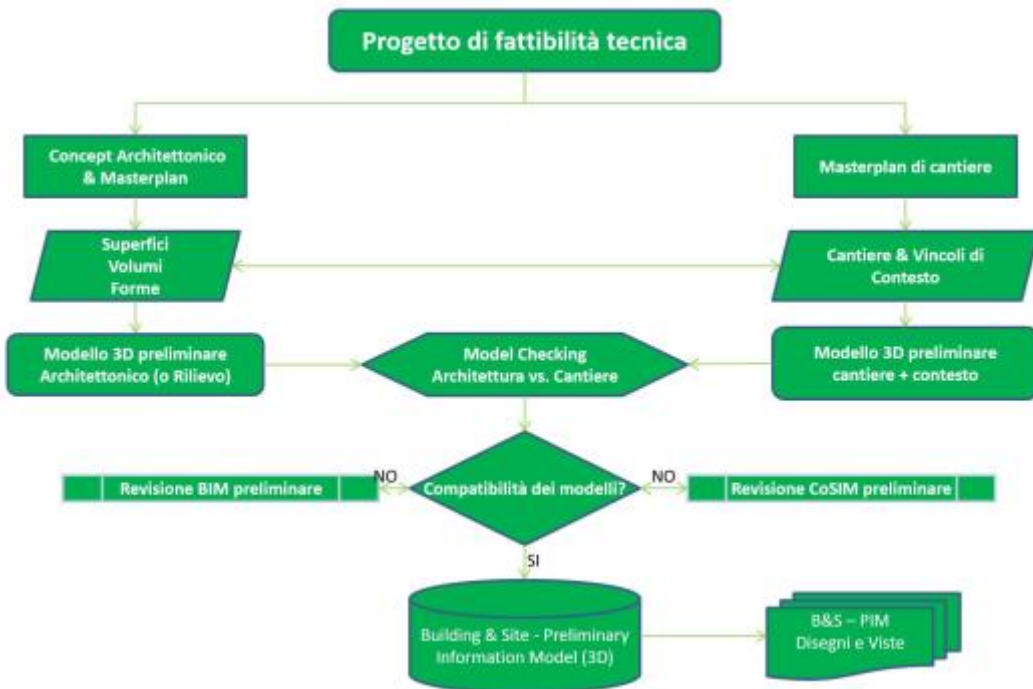 Progetto di fattibilità tecnica
Concept Architettonico
& Masterplan
Masterplan di cantiere
Superfici
Volumi
Forme
Cantiere & Vincoli di
Contesto
Modello 3D preliminare
Architettonico (o Rilievo)
Model Checking
Architettura vs. Cantiere
Modello 3D preliminare
cantiere + contesto
Revisione BIM preliminare
NO
Compatibilità dei modelli?
NO
Revisione CoSIM preliminare
SI
Building & Site - Preliminary
Information Model (3D)
B&S – PIM
Disegni e Viste